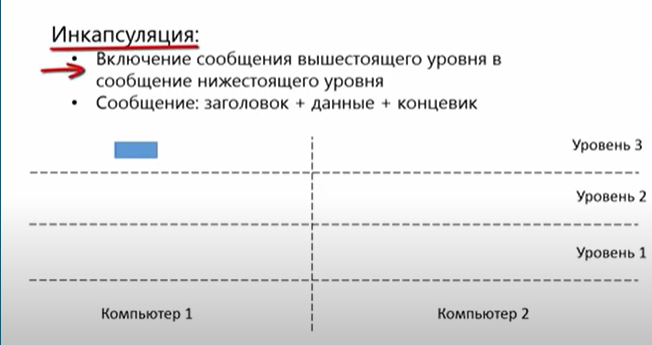 Инкапсуляция:
• Включение сообщения вышестоящего уровня в
сообщение нижестоящего уровня
• Сообщение: заголовок + данные + концевик
Уровень 3
Уровень 2
Уровень 1
Компьютер 1
Компьютер 2